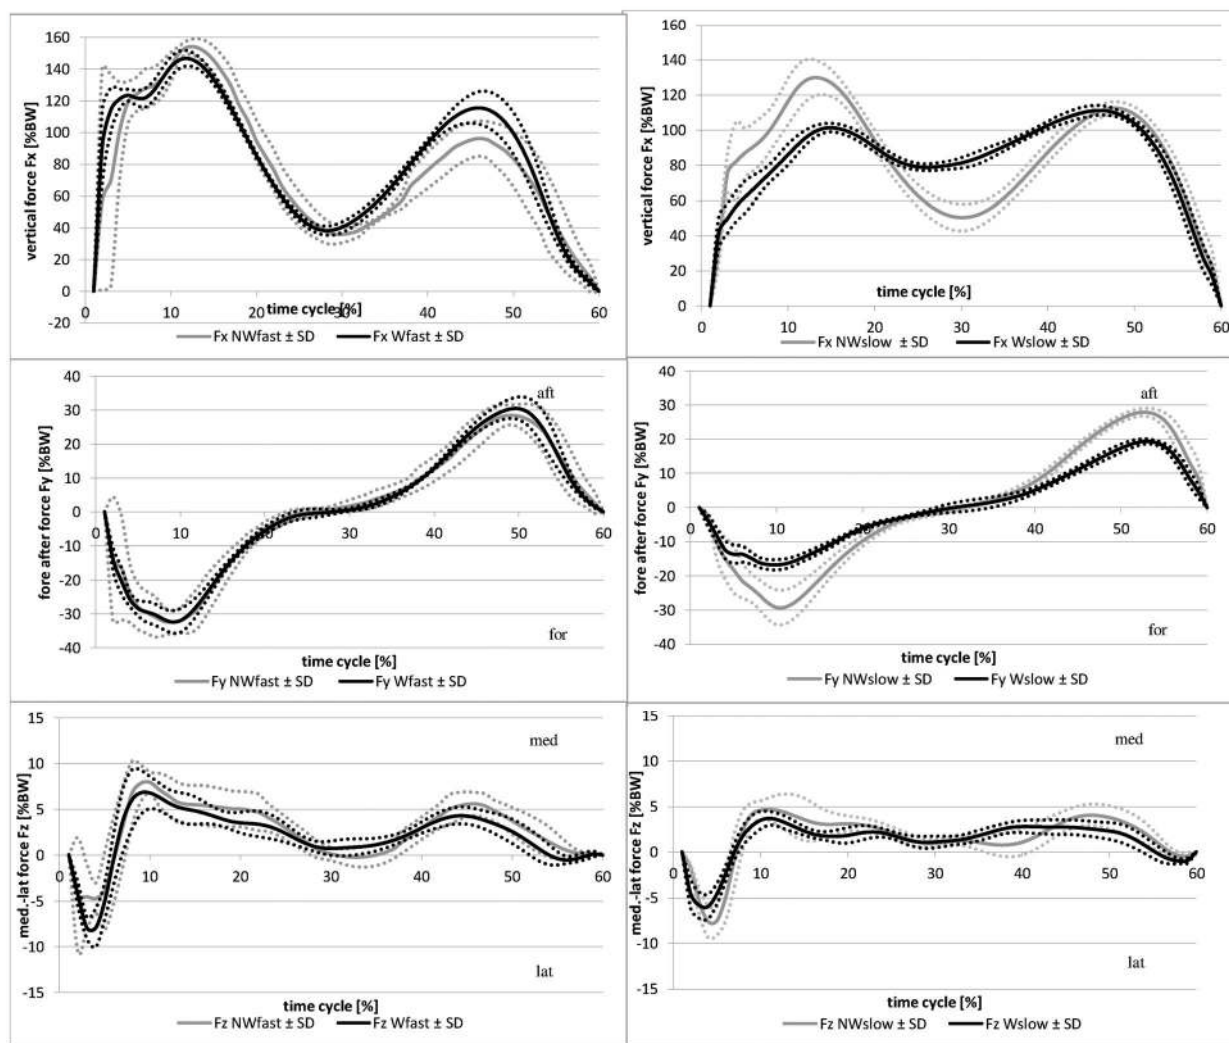 160
140
120
100
80
60
40
20
0
-20
vertical force Fx [%BW]
0 10 20 30 40 50 60
time cycle [%]
Fx NWfast ± SD Fx Wfast ± SD
160
140
120
100
80
60
40
20
0
vertical force Fx [%BW]
time cycle [%]
0 10 20 30 40 50 60
Fx NWslow ± SD Fx Wslow ± SD
40
30
20
10
0
-10
-20
-30
-40
fore after force Fy [%BW]
aft
0 10 20 30 40 50 60
for
time cycle [%]
Fy NWfast ± SD Fy Wfast ± SD
40
30
20
10
0
-10
-20
-30
-40
fore after force Fy [%BW]
aft
0 10 20 30 40 50 60
for
time cycle [%]
Fy NWslow ± SD Fy Wslow ± SD
15
10
5
0
-5
-10
-15
med.-lat force Fz [%BW]
med
0 10 20 30 40 50 60
lat
time cycle [%]
Fz NWfast ± SD Fz Wfast ± SD
15
10
5
0
-5
-10
-15
med.-lat force Fz [%BW]
med
0 10 20 30 40 50 60
lat
time cycle [%]
Fz NWslow ± SD Fz Wslow ± SD